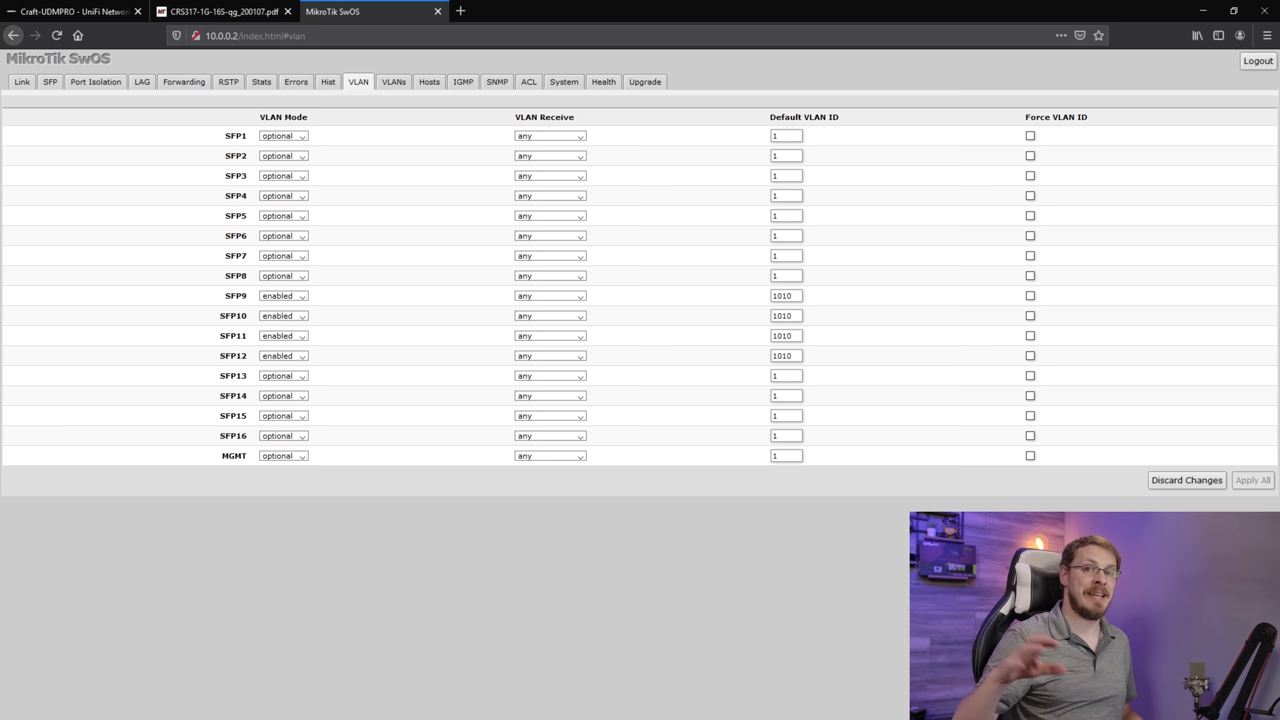 Craft-UDMPRO - UniFi Networ
CRS317-1G-16S-qg_200107.pdf
MikroTik SwOS
10.0.0.2/index.html#vlan
MikroTik SwOS
Logout
Link SFP Port Isolation LAG Forwarding RSTP Stats Errors Hist VLAN VLANs Hosts IGMP SNMP ACL System Health Upgrade
VLAN Mode VLAN Receive Default VLAN ID Force VLAN ID
SFP1 optional any 1
SFP2 optional any 1
SFP3 optional any 1
SFP4 optional any 1
SFP5 optional any 1
SFP6 optional any 1
SFP7 optional any 1
SFP8 optional any 1
SFP9 enabled any 1010
SFP10 enabled any 1010
SFP11 enabled any 1010
SFP12 enabled any 1010
SFP13 optional any 1
SFP14 optional any 1
SFP15 optional any 1
SFP16 optional any 1
MGMT optional any 1
Discard Changes Apply All